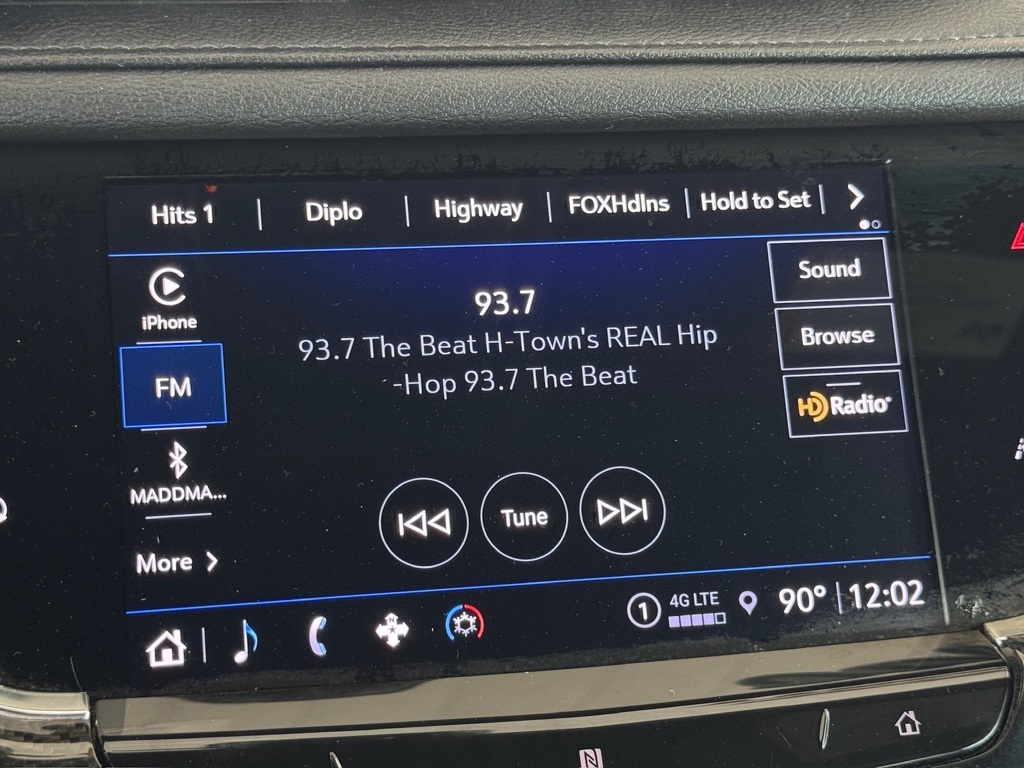 Hits 1
Diplo
Highway
FOXHdlns
Hold to Set
iPhone
93.7
Sound
93.7 The Beat H-Town's REAL Hip
-Hop 93.7 The Beat
Browse
FM
HD Radio
MADDMA...
Tune
More
1
4G LTE
90°
12:02